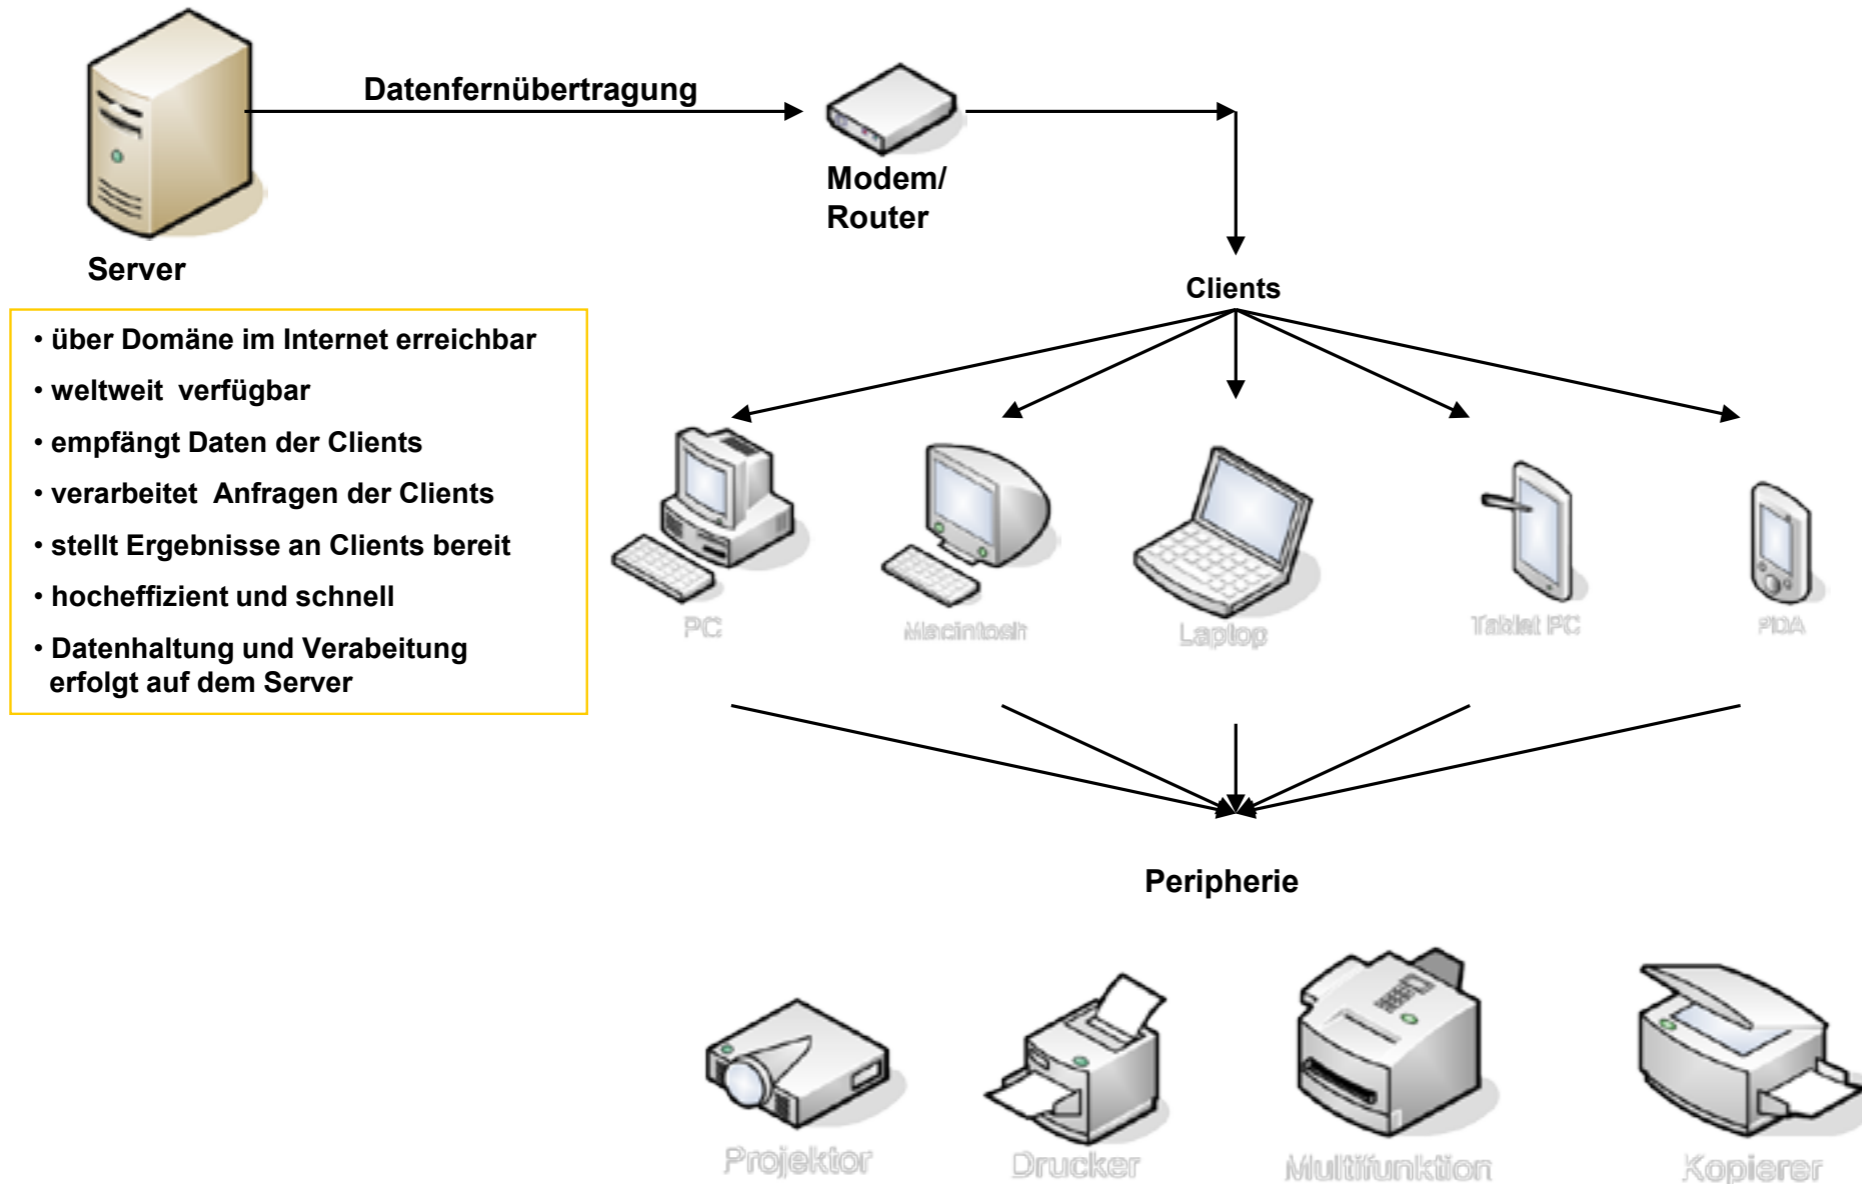 Datenfernübertragung
Modem/
Router
Server
Clients
• über Domäne im Internet erreichbar
• weltweit verfügbar
• empfängt Daten der Clients
• verarbeitet Anfragen der Clients
• stellt Ergebnisse an Clients bereit
• hocheffizient und schnell
• Datenhaltung und Verabeitung
erfolgt auf dem Server
PC
Macintosh
Laptop
Tablet PC
PDA
Peripherie
Projektor
Drucker
Multifunktion
Kopierer